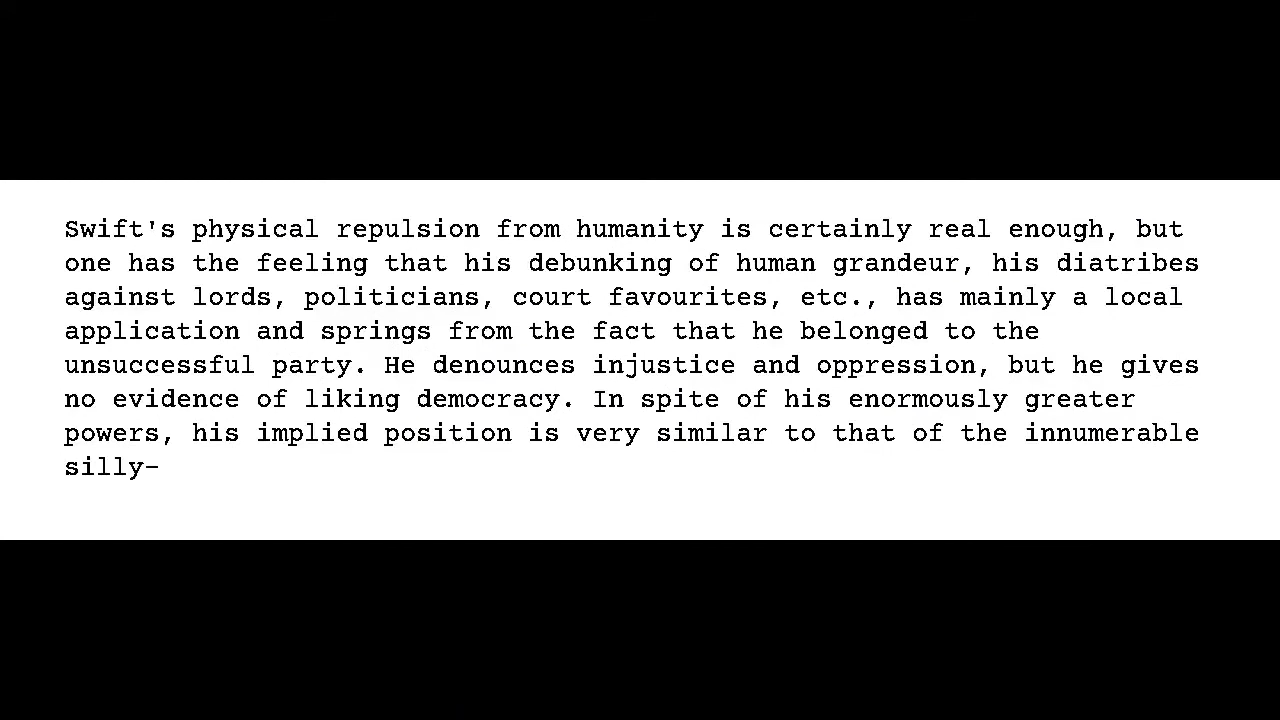 Swift's physical repulsion from humanity is certainly real enough, but
one has the feeling that his debunking of human grandeur, his diatribes
against lords, politicians, court favourites, etc., has mainly a local
application and springs from the fact that he belonged to the
unsuccessful party. He denounces injustice and oppression, but he gives
no evidence of liking democracy. In spite of his enormously greater
powers, his implied position is very similar to that of the innumerable
silly-